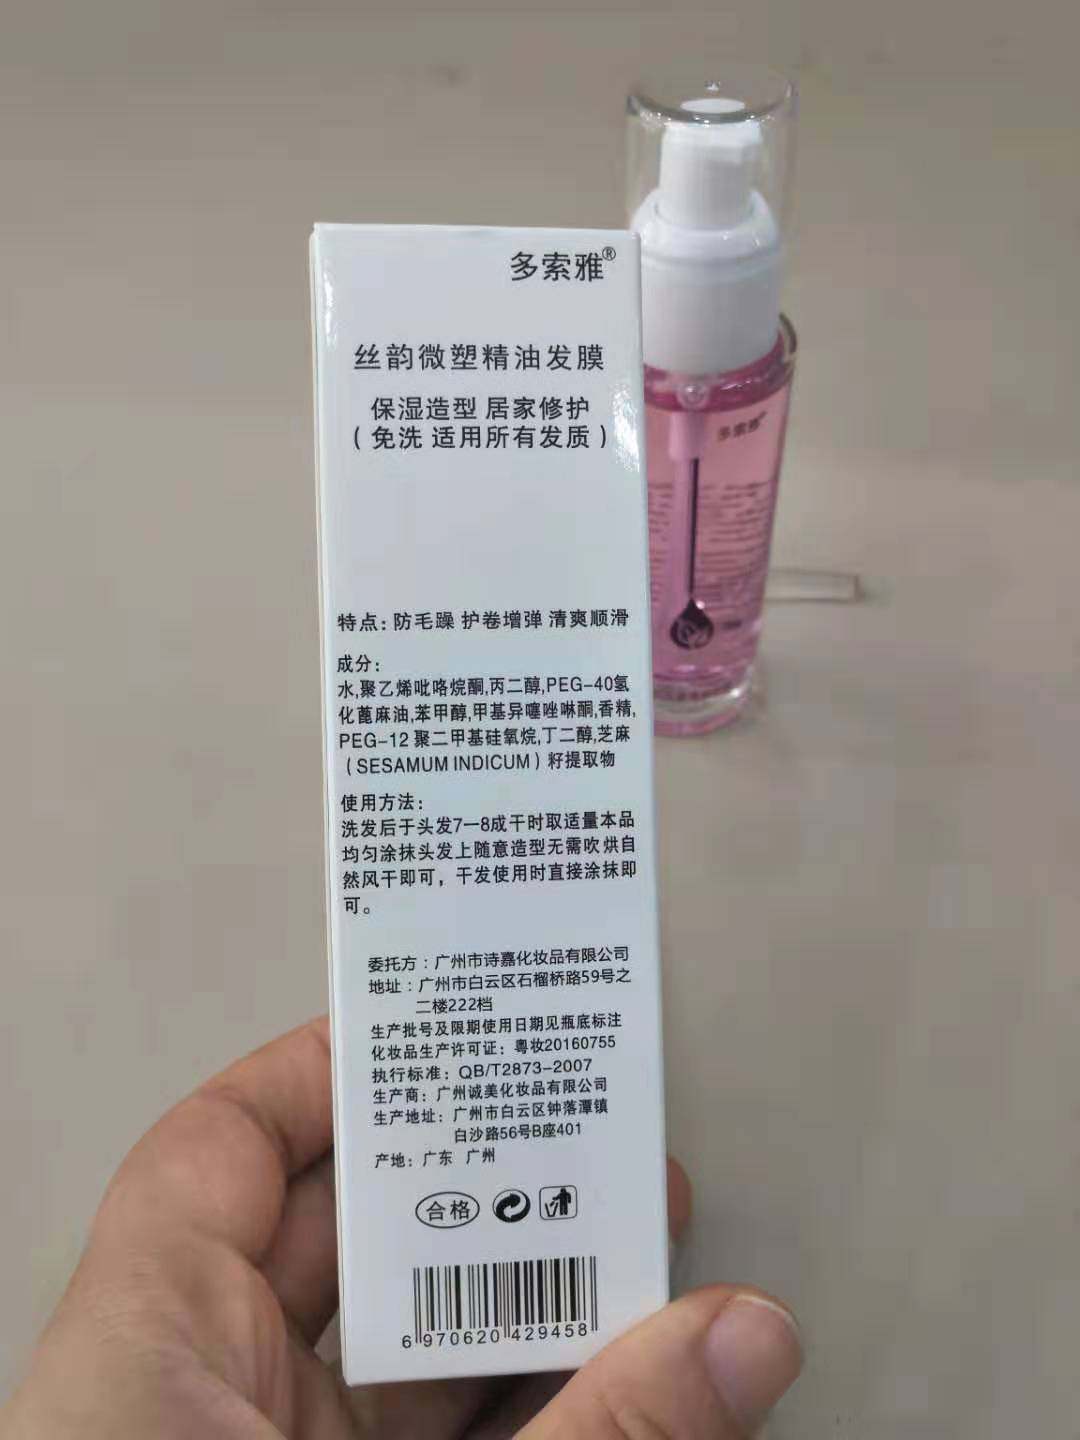 多索雅®
丝韵微塑精油发膜
保湿造型 居家修护
（免洗 适用所有发质）
特点：防毛躁 护卷增弹 清爽顺滑
成分：
水,聚乙烯吡咯烷酮,丙二醇,PEG-40氢
化蓖麻油,苯甲醇,甲基异噻唑啉酮,香精,
PEG-12 聚二甲基硅氧烷,丁二醇,芝麻
（SESAMUM INDICUM）籽提取物
使用方法：
洗发后于头发7一8成干时取适量本品
均匀涂抹头发上随意造型无需吹烘自
然风干即可，干发使用时直接涂抹即
可。
委托方：广州市诗嘉化妆品有限公司
地址：广州市白云区石榴桥路59号之
二楼222档
生产批号及限期使用日期见瓶底标注
化妆品生产许可证：粤妆20160755
执行标准：QB/T2873-2007
生产商：广州诚美化妆品有限公司
生产地址：广州市白云区钟落潭镇
白沙路56号B座401
产地：广东 广州
合格
6 970620 429458
多索雅®